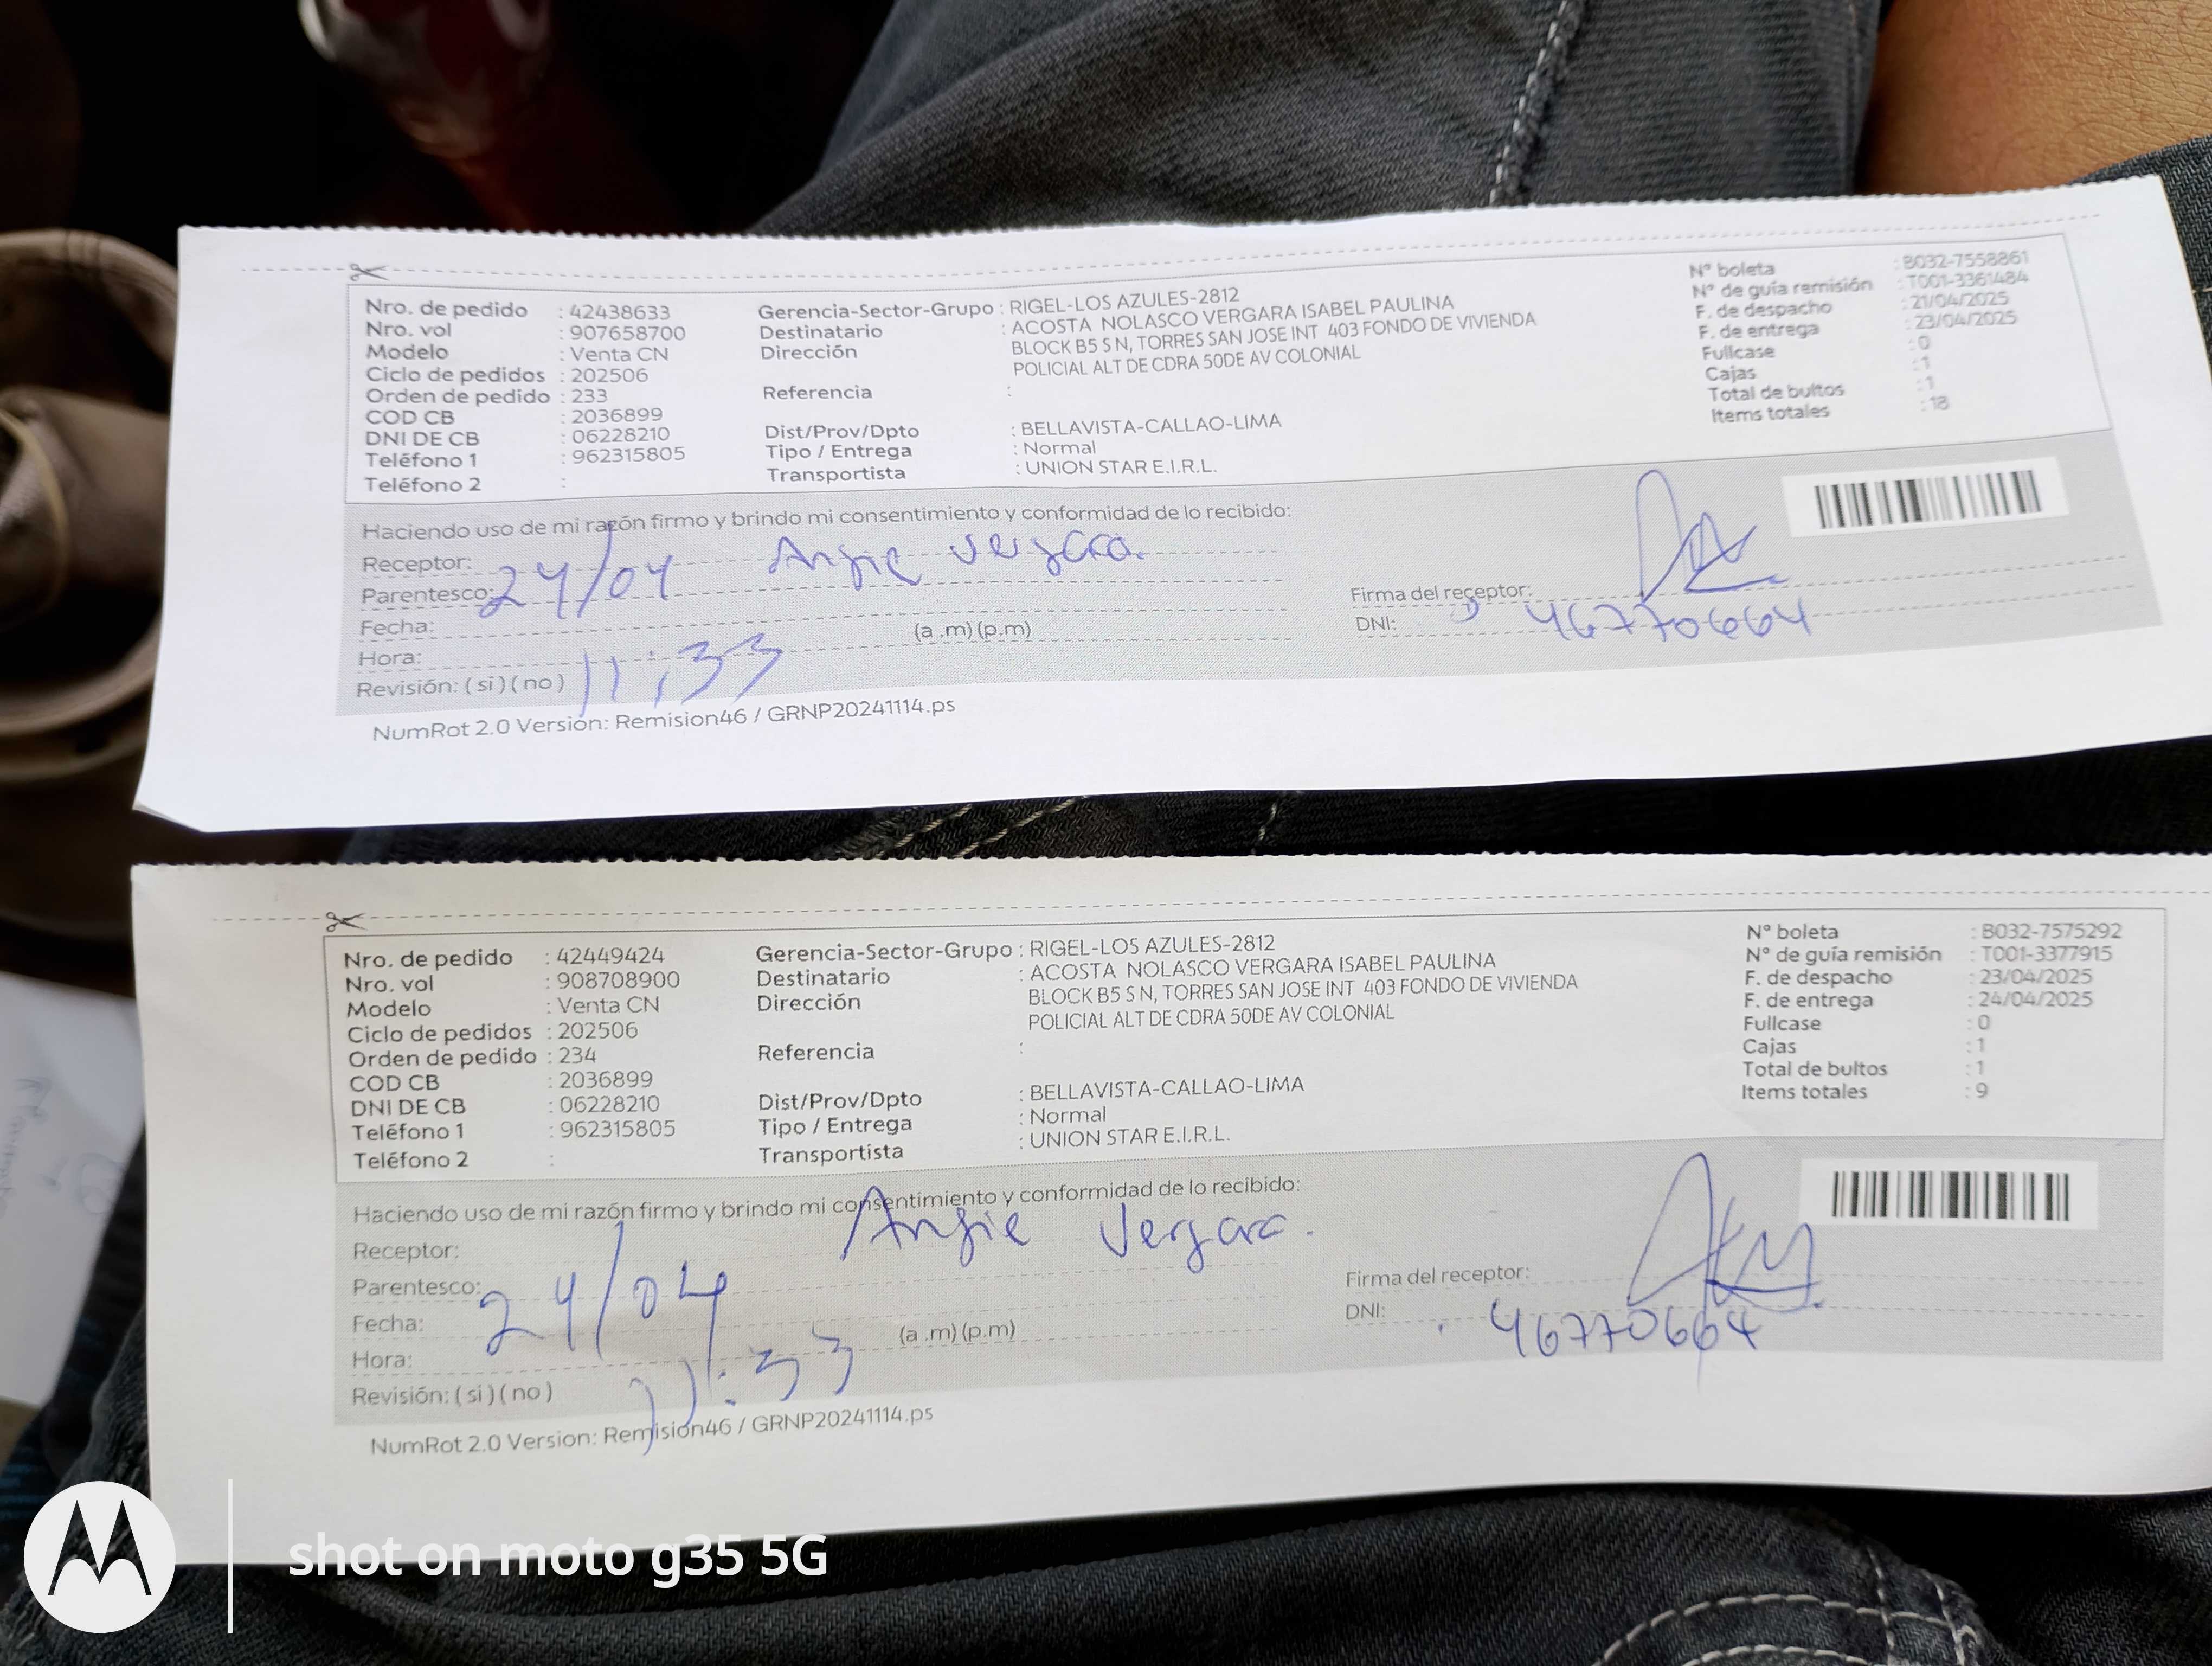 Nro. de pedido : 42438633
Nro. vol : 907658700
Modelo : Venta CN
Ciclo de pedidos : 202506
Orden de pedido : 233
COD CB : 2036899
DNI DE CB : 06228210
Teléfono 1 : 962315805
Teléfono 2 :
Gerencia-Sector-Grupo : RIGEL-LOS AZULES-2812
Destinatario : ACOSTA NOLASCO VERGARA ISABEL PAULINA
Dirección BLOCK B5 S N, TORRES SAN JOSE INT 403 FONDO DE VIVIENDA
POLICIAL ALT DE CDRA 50DE AV COLONIAL
Referencia :
Dist/Prov/Dpto : BELLAVISTA-CALLAO-LIMA
Tipo / Entrega : Normal
Transportista : UNION STAR E.I.R.L.
N° boleta : B032-7558861
N° de guía remisión : T001-3361484
F. de despacho : 21/04/2025
F. de entrega : 23/04/2025
Fullcase : 0
Cajas : 1
Total de bultos : 1
Items totales : 18
Haciendo uso de mi razón firmo y brindo mi consentimiento y conformidad de lo recibido:
Receptor: Angie Vergara.
Parentesco: 24/04
Fecha: (a .m) (p.m)
Hora:
Revisión: ( si ) ( no ) 11:33
Firma del receptor:
DNI: 467770664
NumRot 2.0 Version: Remision46 / GRNP20241114.ps
Nro. de pedido : 42449424
Nro. vol : 908708900
Modelo : Venta CN
Ciclo de pedidos : 202506
Orden de pedido : 234
COD CB : 2036899
DNI DE CB : 06228210
Teléfono 1 : 962315805
Teléfono 2 :
Gerencia-Sector-Grupo : RIGEL-LOS AZULES-2812
Destinatario : ACOSTA NOLASCO VERGARA ISABEL PAULINA
Dirección BLOCK B5 S N, TORRES SAN JOSE INT 403 FONDO DE VIVIENDA
POLICIAL ALT DE CDRA 50DE AV COLONIAL
Referencia :
Dist/Prov/Dpto : BELLAVISTA-CALLAO-LIMA
Tipo / Entrega : Normal
Transportista : UNION STAR E.I.R.L.
N° boleta : B032-7575292
N° de guía remisión : T001-3377915
F. de despacho : 23/04/2025
F. de entrega : 24/04/2025
Fullcase : 0
Cajas : 1
Total de bultos : 1
Items totales : 9
Haciendo uso de mi razón firmo y brindo mi consentimiento y conformidad de lo recibido:
Receptor: Angie Vergara.
Parentesco: 24/04
Fecha: (a .m) (p.m)
Hora: 11:33
Revisión: ( si ) ( no )
Firma del receptor:
DNI: 46770664
NumRot 2.0 Version: Remision46 / GRNP20241114.ps
shot on moto g35 5G